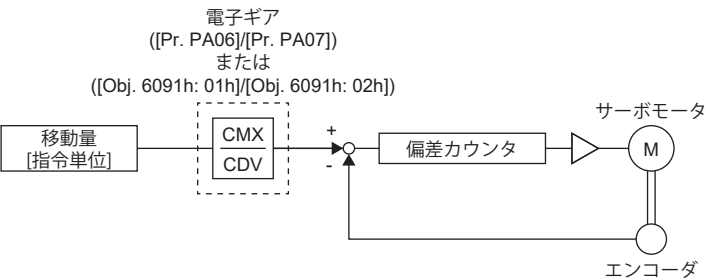 電子ギア
([Pr. PA06]/[Pr. PA07])
または
([Obj. 6091h: 01h]/[Obj. 6091h: 02h])
サーボモータ
移動量
[指令単位]
CMX
CDV
+
-
偏差カウンタ
M
エンコーダ